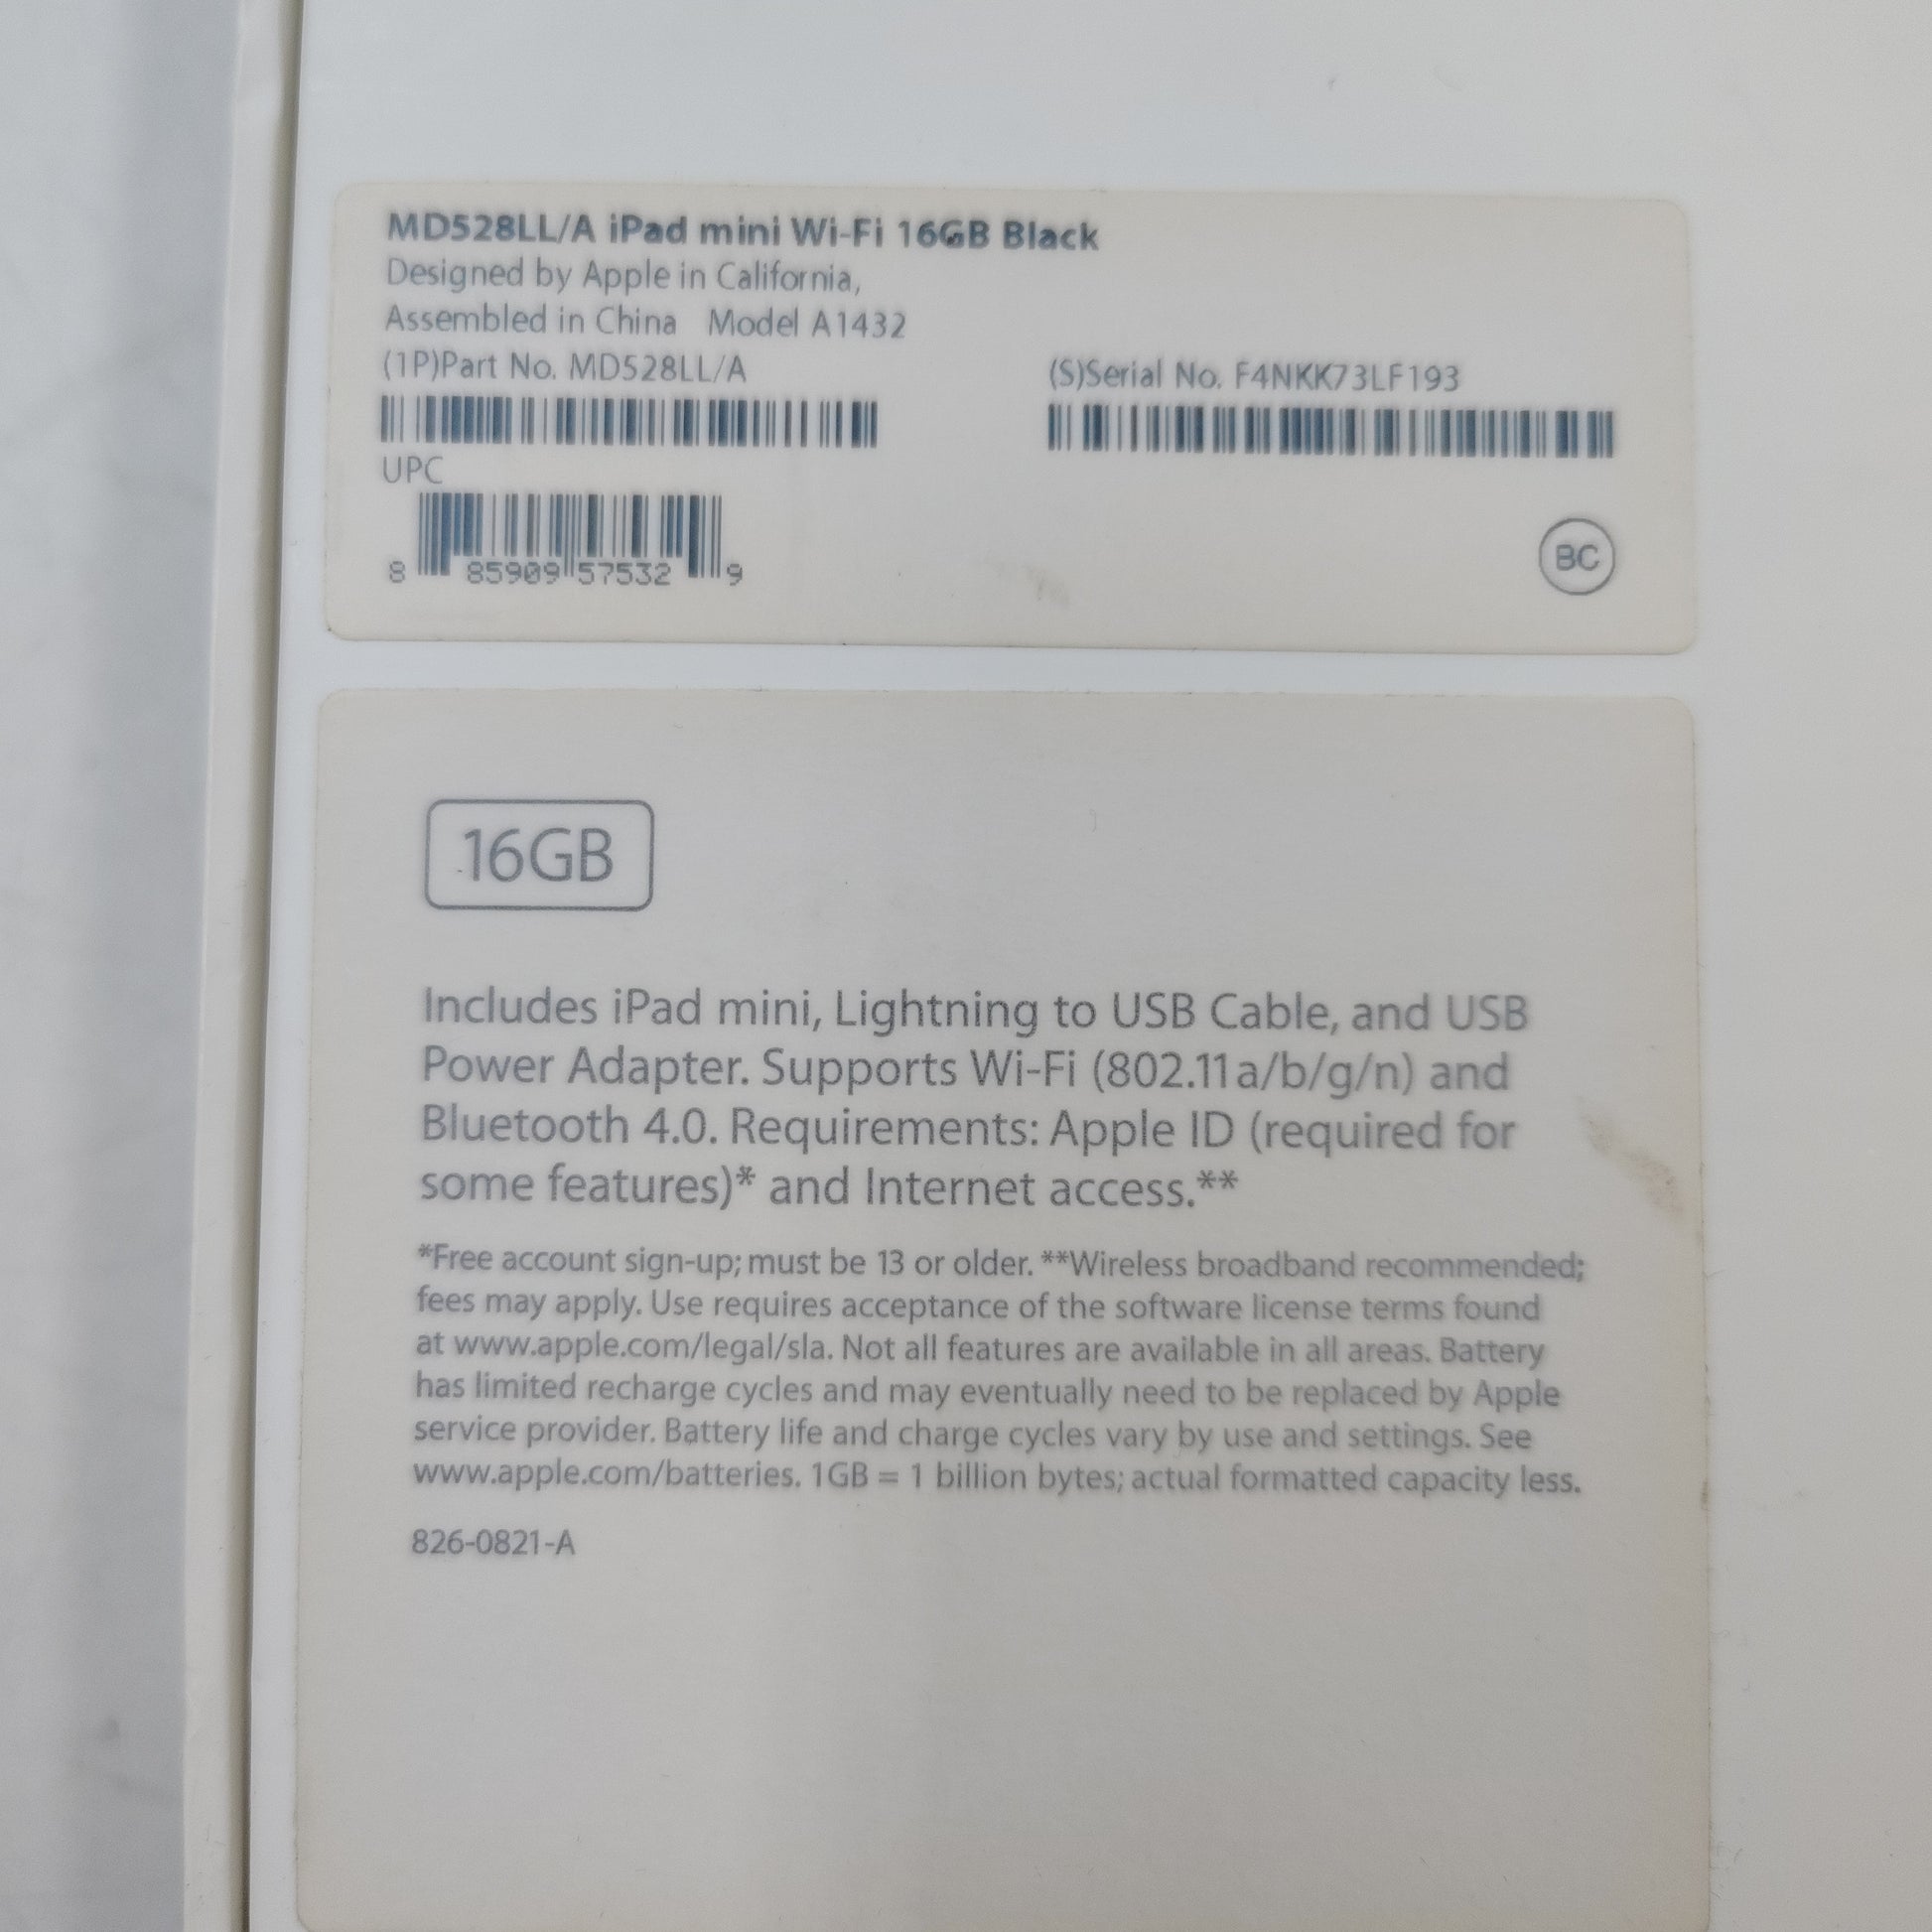 MD528LL/A iPad mini Wi-Fi 16GB Black
Designed by Apple in California,
Assembled in China Model A1432
(1P)Part No. MD528LL/A
(S)Serial No. F4NKK73LF193
UPC
8 85909 57532 9
BC
16GB
Includes iPad mini, Lightning to USB Cable, and USB
Power Adapter. Supports Wi-Fi (802.11a/b/g/n) and
Bluetooth 4.0. Requirements: Apple ID (required for
some features)* and Internet access.**
*Free account sign-up; must be 13 or older. **Wireless broadband recommended;
fees may apply. Use requires acceptance of the software license terms found
at www.apple.com/legal/sla. Not all features are available in all areas. Battery
has limited recharge cycles and may eventually need to be replaced by Apple
service provider. Battery life and charge cycles vary by use and settings. See
www.apple.com/batteries. 1GB = 1 billion bytes; actual formatted capacity less.
826-0821-A